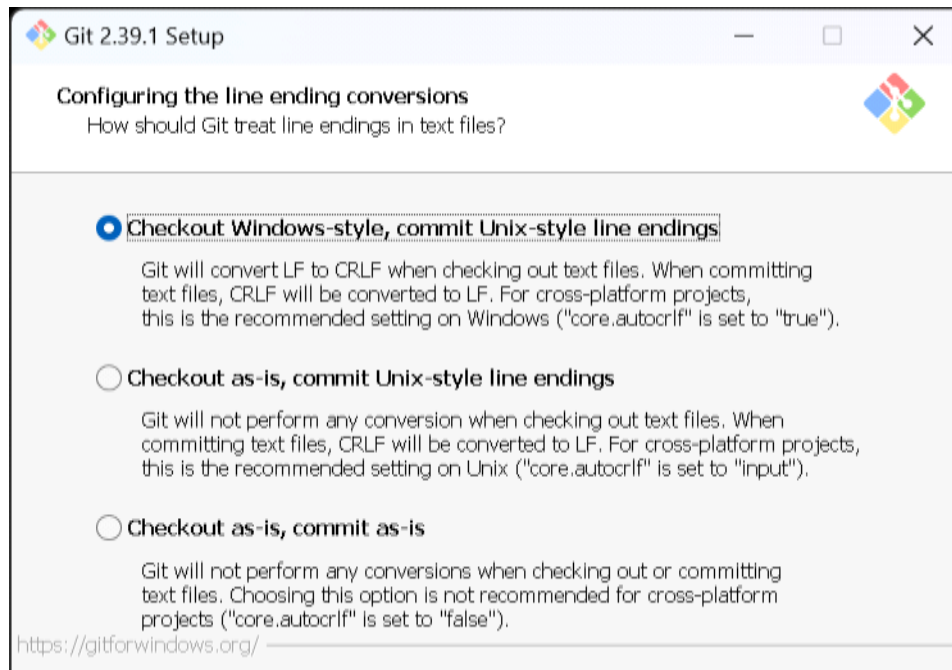 Git 2.39.1 Setup
Configuring the line ending conversions
How should Git treat line endings in text files?
Checkout Windows-style, commit Unix-style line endings
Git will convert LF to CRLF when checking out text files. When committing
text files, CRLF will be converted to LF. For cross-platform projects,
this is the recommended setting on Windows ("core.autocrlf" is set to "true").
Checkout as-is, commit Unix-style line endings
Git will not perform any conversion when checking out text files. When
committing text files, CRLF will be converted to LF. For cross-platform projects,
this is the recommended setting on Unix ("core.autocrlf" is set to "input").
Checkout as-is, commit as-is
Git will not perform any conversions when checking out or committing
text files. Choosing this option is not recommended for cross-platform
projects ("core.autocrlf" is set to "false").
https://gitforwindows.org/